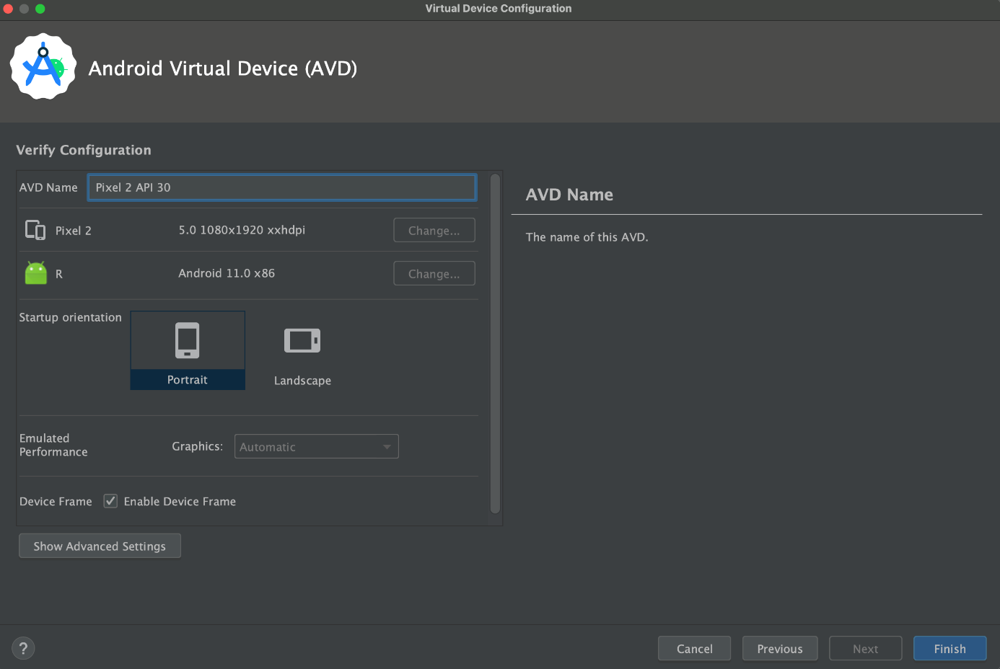 Virtual Device Configuration
Android Virtual Device (AVD)
Verify Configuration
AVD Name
Pixel 2 API 30
Pixel 2
5.0 1080x1920 xxhdpi
Change...
R
Android 11.0 x86
Change...
Startup orientation
Portrait
Landscape
Emulated
Performance
Graphics:
Automatic
Device Frame
Enable Device Frame
Show Advanced Settings
AVD Name
The name of this AVD.
?
Cancel
Previous
Next
Finish